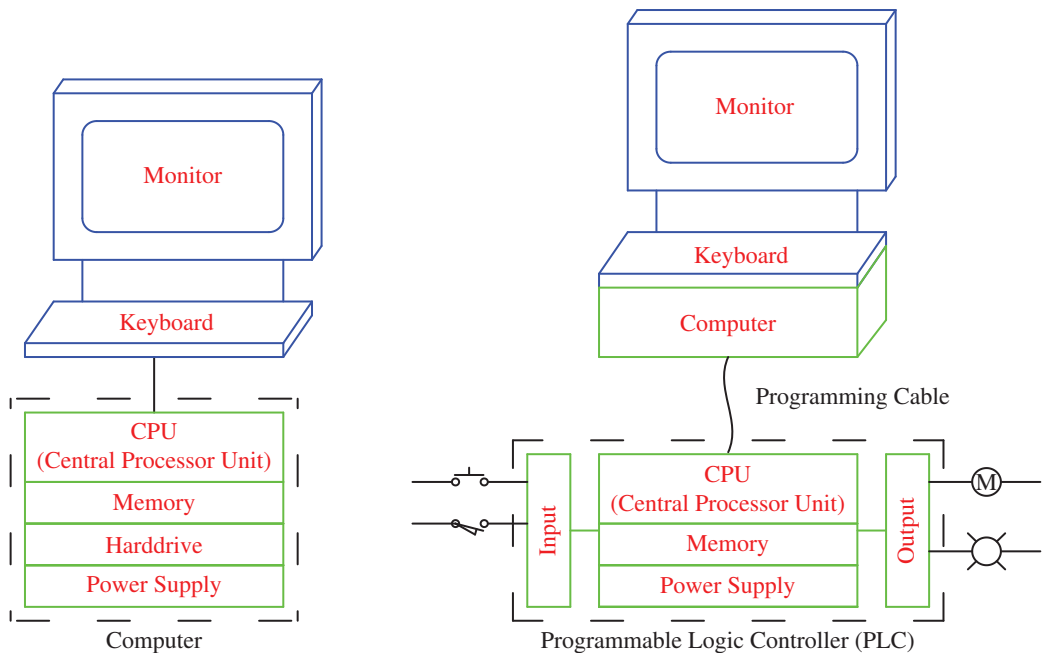 Monitor
Keyboard
CPU
(Central Processor Unit)
Memory
Harddrive
Power Supply
Computer
Monitor
Keyboard
Computer
Programming Cable
Input
CPU
(Central Processor Unit)
Memory
Power Supply
Output
M
Programmable Logic Controller (PLC)